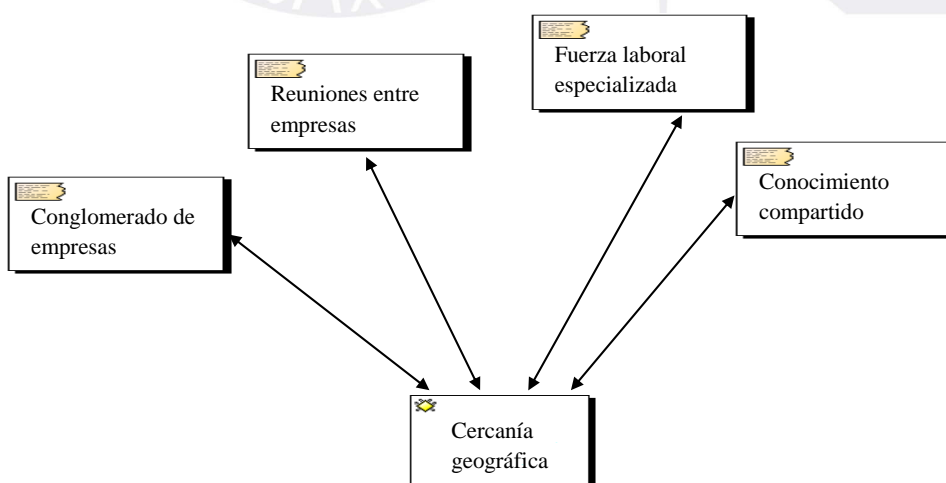 Fuerza laboral
especializada
Reuniones entre
empresas
Conocimiento
compartido
Conglomerado de
empresas
Cercanía
geográfica